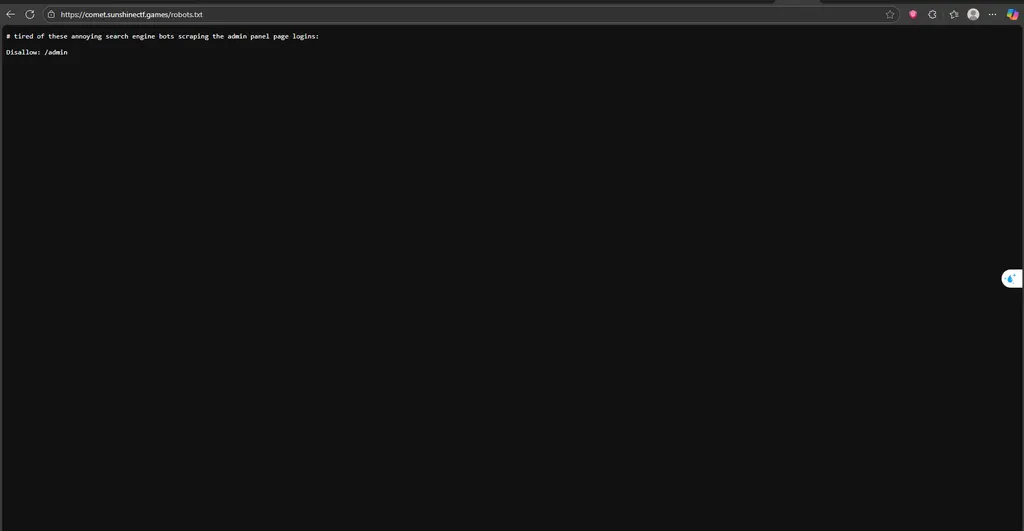 https://comet.sunshinectf.games/robots.txt
# tired of these annoying search engine bots scraping the admin panel page logins:
Disallow: /admin